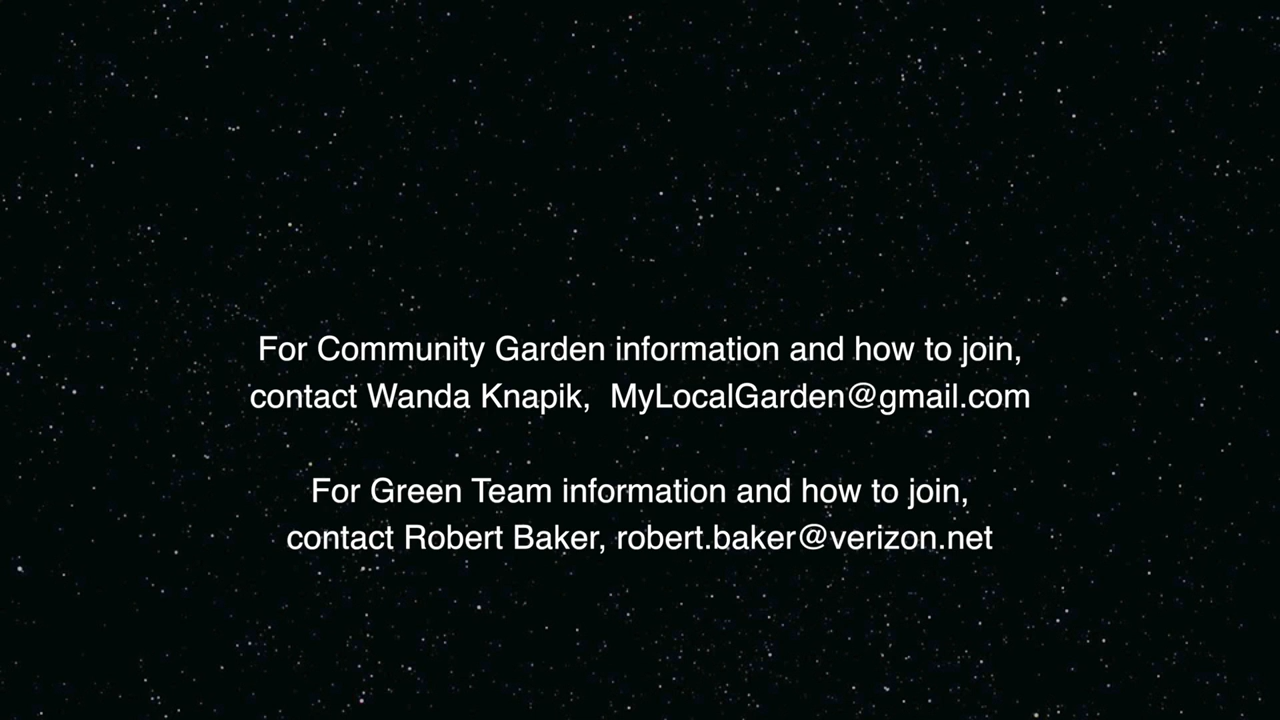 For Community Garden information and how to join,
contact Wanda Knapik,  MyLocalGarden@gmail.com
For Green Team information and how to join,
contact Robert Baker, robert.baker@verizon.net